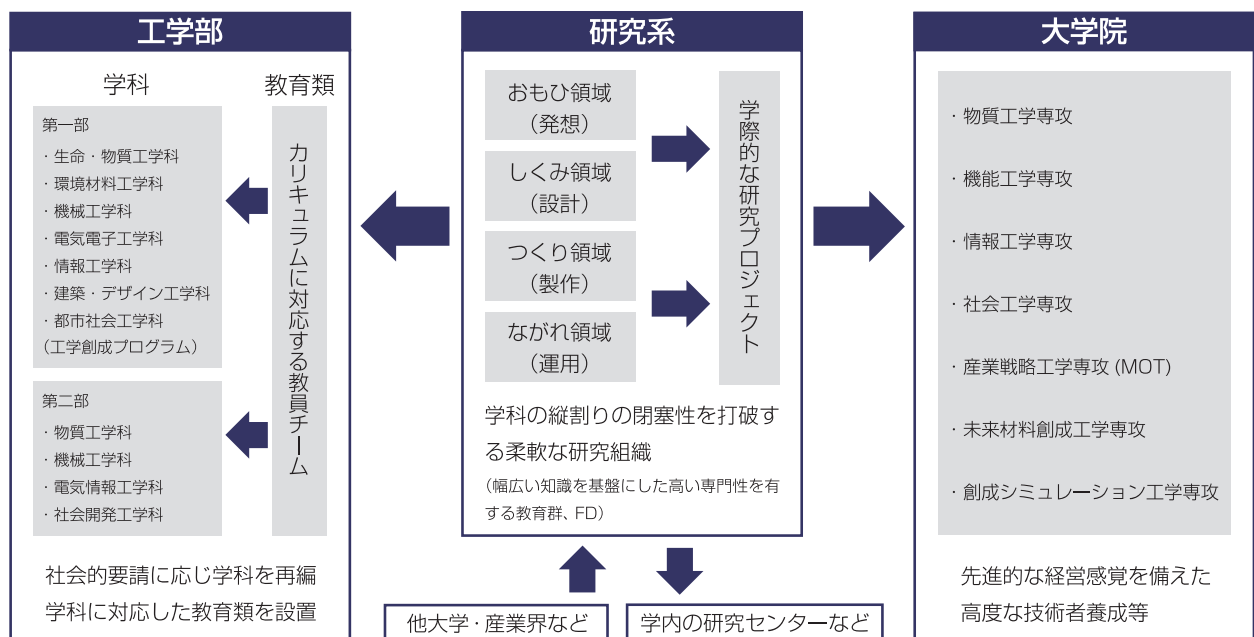 工学部
学科
教育類
第一部
・生命・物質工学科
・環境材料工学科
・機械工学科
・電気電子工学科
・情報工学科
・建築・デザイン工学科
・都市社会工学科
(工学創成プログラム)
第二部
・物質工学科
・機械工学科
・電気情報工学科
・社会開発工学科
カリキュラムに対応する教員チーム
社会的要請に応じ学科を再編
学科に対応した教育類を設置
研究系
おもひ領域
(発想)
しくみ領域
(設計)
つくり領域
(製作)
ながれ領域
(運用)
学際的な研究プロジェクト
学科の縦割りの閉塞性を打破す
る柔軟な研究組織
(幅広い知識を基盤にした高い専門性を有
する教育群、FD)
他大学・産業界など
学内の研究センターなど
大学院
・物質工学専攻
・機能工学専攻
・情報工学専攻
・社会工学専攻
・産業戦略工学専攻 (MOT)
・未来材料創成工学専攻
・創成シミュレーション工学専攻
先進的な経営感覚を備えた
高度な技術者養成等